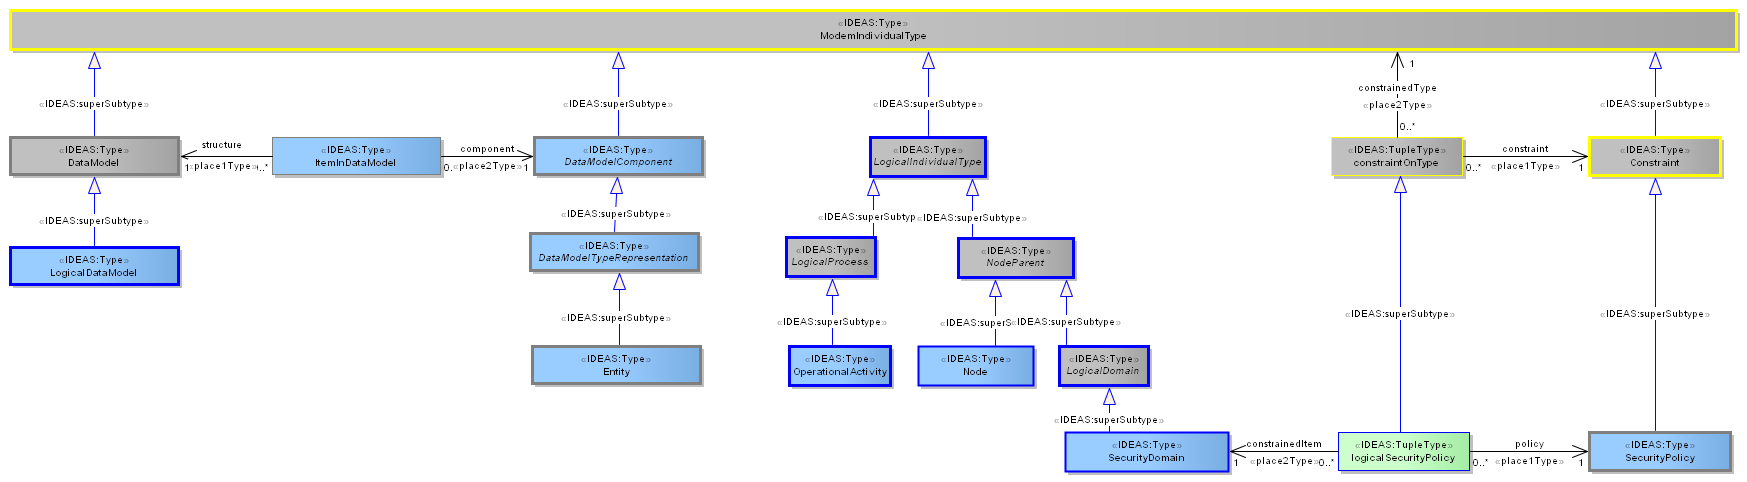 «IDEAS:Type»
ModemIndividualType
«IDEAS:superSubtype»
«IDEAS:superSubtype»
«IDEAS:superSubtype»
1
constrainedType
«place2Type»
0..*
«IDEAS:superSubtype»
«IDEAS:Type»
DataModel
structure
1
«place1Type»
..*
«IDEAS:Type»
ItemInDataModel
component
0..
«place2Type»
1
«IDEAS:Type»
DataModelComponent
«IDEAS:Type»
LogicalIndividualType
«IDEAS:TupleType»
constraintOnType
constraint
0..*
«place1Type»
1
«IDEAS:Type»
Constraint
«IDEAS:superSubtype»
«IDEAS:superSubtype»
«IDEAS:superSubtyp
«IDEAS:superSubtype»
«IDEAS:Type»
LogicalDataModel
«IDEAS:Type»
DataModelTypeRepresentation
«IDEAS:Type»
LogicalProcess
«IDEAS:Type»
NodeParent
«IDEAS:superSubtype»
«IDEAS:superSubtype»
«IDEAS:superS
«IDEAS:superSubtype»
«IDEAS:superSubtype»
«IDEAS:superSubtype»
«IDEAS:Type»
Entity
«IDEAS:Type»
OperationalActivity
«IDEAS:Type»
Node
«IDEAS:Type»
LogicalDomain
«IDEAS:superSubtype»
«IDEAS:Type»
SecurityDomain
constrainedItem
1
«place2Type»
0..*
«IDEAS:TupleType»
logicalSecurityPolicy
policy
0..*
«place1Type»
1
«IDEAS:Type»
SecurityPolicy